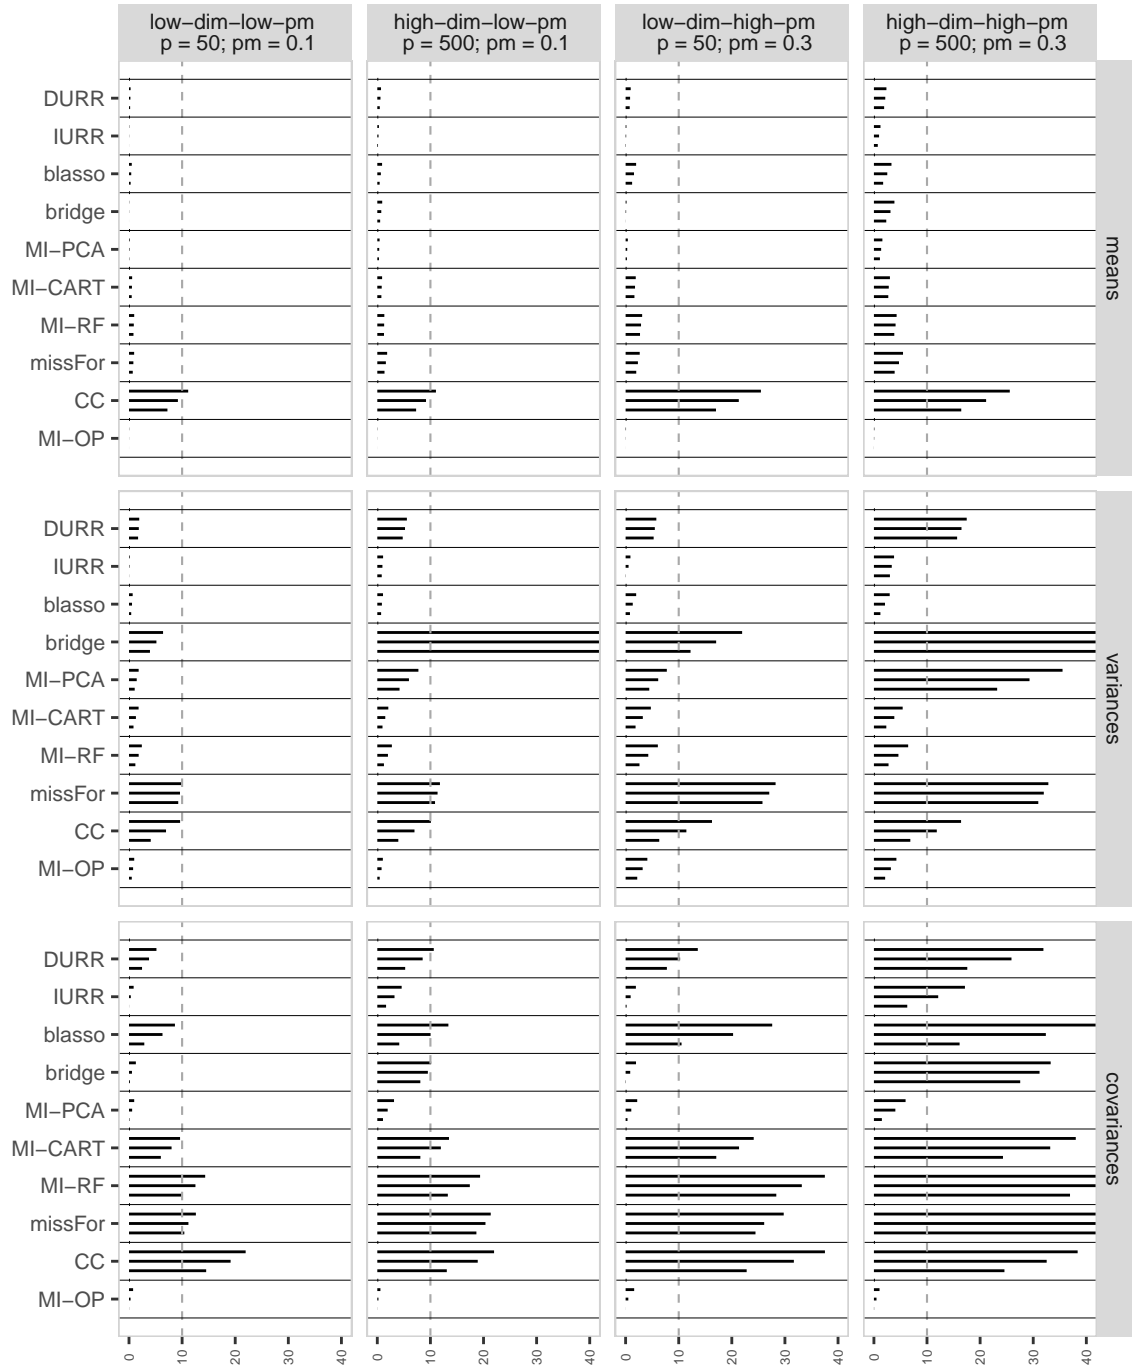 low−dim−low−pm
p = 50; pm = 0.1
high−dim−low−pm
p = 500; pm = 0.1
low−dim−high−pm
p = 50; pm = 0.3
high−dim−high−pm
p = 500; pm = 0.3
DURR
IURR
blasso
bridge
MI−PCA
MI−CART
MI−RF
missFor
CC
MI−OP
means
DURR
IURR
blasso
bridge
MI−PCA
MI−CART
MI−RF
missFor
CC
MI−OP
variances
DURR
IURR
blasso
bridge
MI−PCA
MI−CART
MI−RF
missFor
CC
MI−OP
covariances
0 10 20 30 40
0 10 20 30 40
0 10 20 30 40
0 10 20 30 40